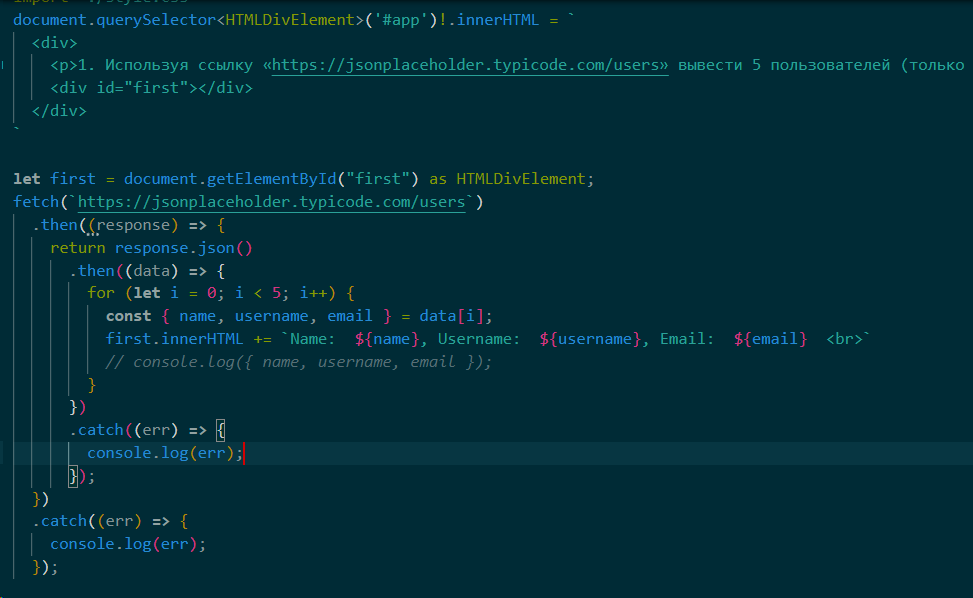 import './style.css'
document.querySelector<HTMLDivElement>('#app')!.innerHTML = `
<div>
<p>1. Используя ссылку «https://jsonplaceholder.typicode.com/users» вывести 5 пользователей (только
<div id="first"></div>
</div>
`
let first = document.getElementById("first") as HTMLDivElement;
fetch(`https://jsonplaceholder.typicode.com/users`)
.then((response) => {
return response.json()
.then((data) => {
for (let i = 0; i < 5; i++) {
const { name, username, email } = data[i];
first.innerHTML += `Name:  ${name}, Username:  ${username}, Email:  ${email}  <br>`
// console.log({ name, username, email });
}
})
.catch((err) => {
console.log(err);
});
})
.catch((err) => {
console.log(err);
});